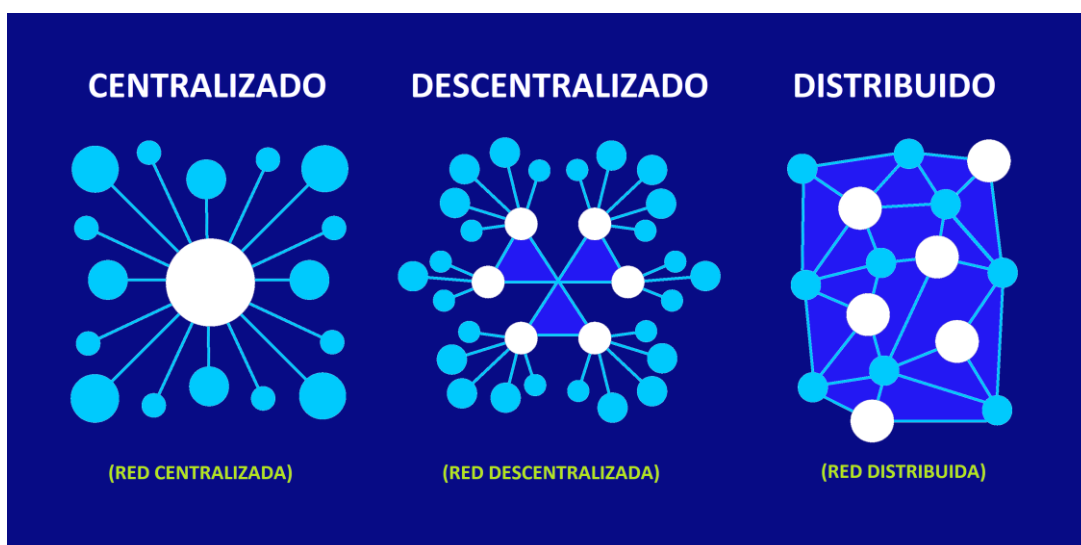 CENTRALIZADO
DESCENTRALIZADO
DISTRIBUIDO
(RED CENTRALIZADA)
(RED DESCENTRALIZADA)
(RED DISTRIBUIDA)